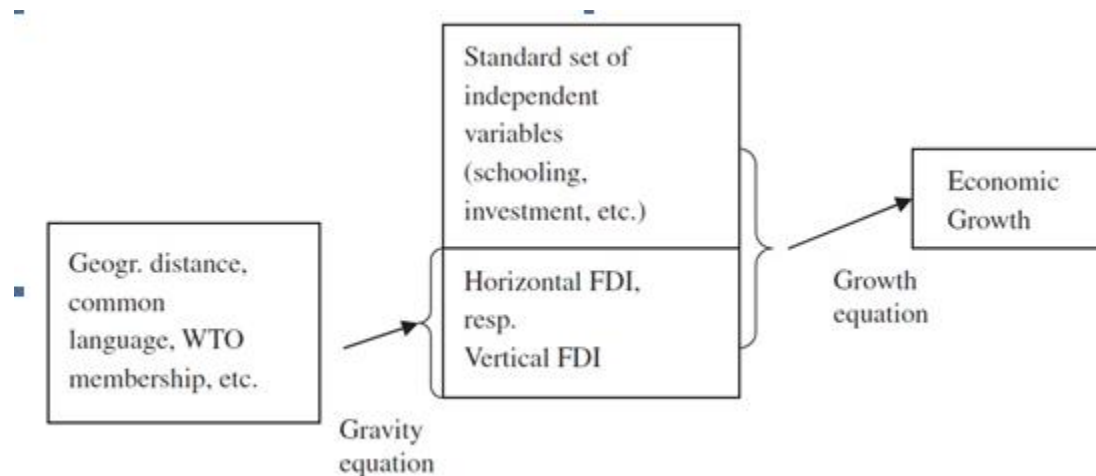 Standard set of
independent
variables
(schooling,
investment, etc.)
Economic
Growth
Geogr. distance,
common
language, WTO
membership, etc.
Horizontal FDI,
resp.
Vertical FDI
Growth
equation
Gravity
equation